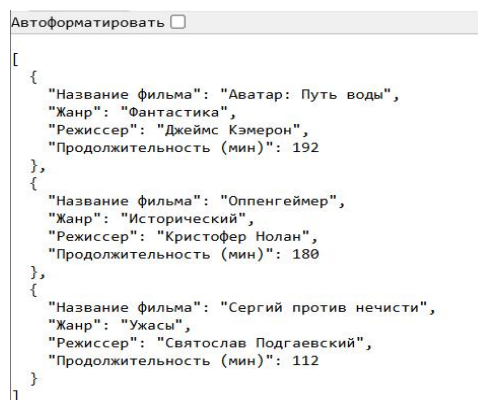 Автоформатировать
[
  {
    "Название фильма": "Аватар: Путь воды",
    "Жанр": "Фантастика",
    "Режиссер": "Джеймс Кэмерон",
    "Продолжительность (мин)": 192
  },
  {
    "Название фильма": "Оппенгеймер",
    "Жанр": "Исторический",
    "Режиссер": "Кристофер Нолан",
    "Продолжительность (мин)": 180
  },
  {
    "Название фильма": "Сергий против нечисти",
    "Жанр": "Ужасы",
    "Режиссер": "Святослав Подгаевский",
    "Продолжительность (мин)": 112
  }
]